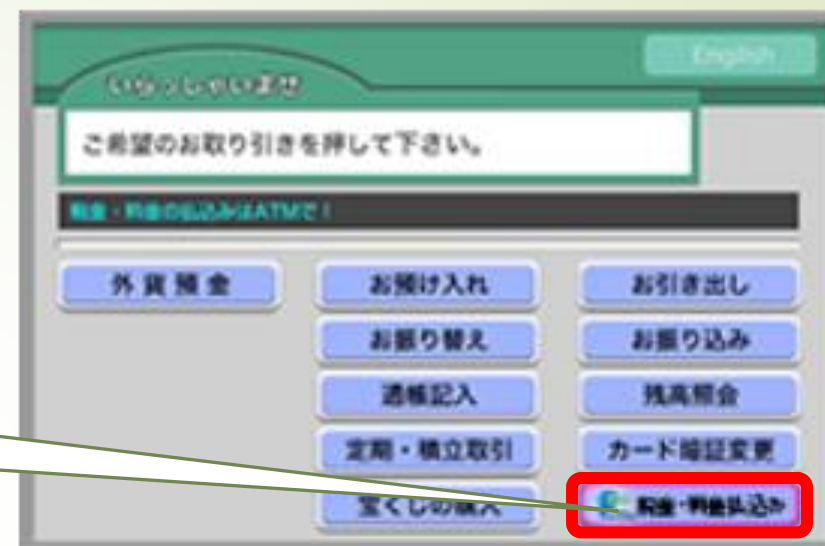 English
いらっしゃいませ
ご希望のお取り引きを押して下さい。
税金・料金の払込みはATMで！
外貨預金 お預け入れ お引き出し
お振り替え お振り込み
通帳記入 残高照会
定期・積立取引 カード暗証変更
宝くじの購入 税金・料金払込み